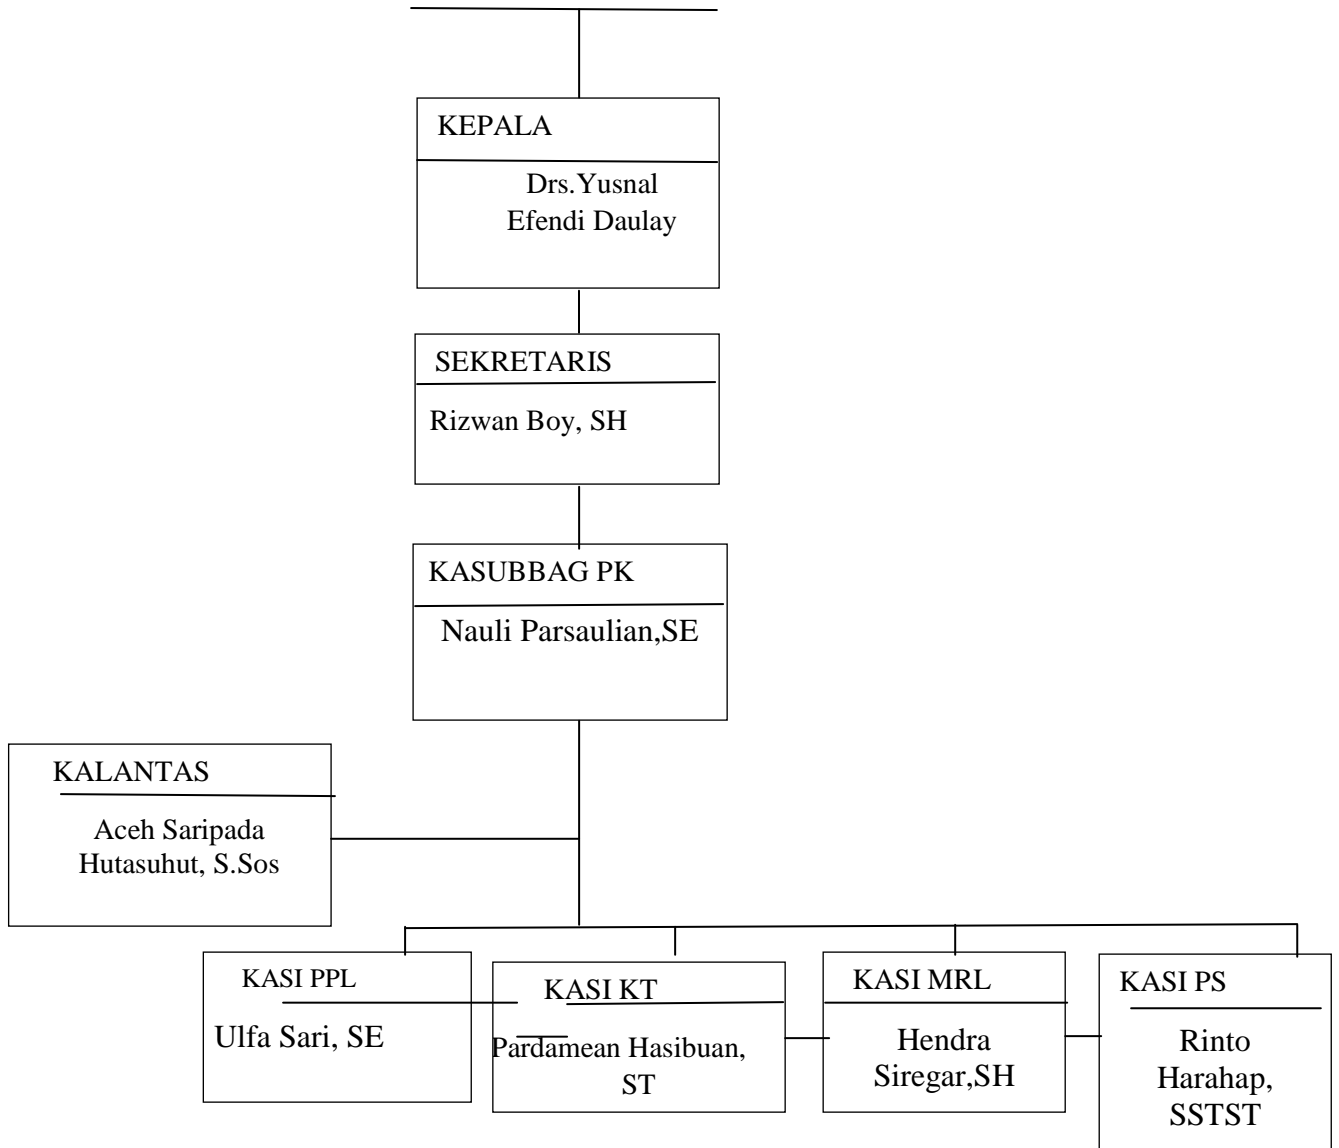 KEPALA
Drs.Yusnal
Efendi Daulay
SEKRETARIS
Rizwan Boy, SH
KASUBBAG PK
Nauli Parsaulian,SE
KALANTAS
Aceh Saripada
Hutasuhut, S.Sos
KASI PPL
Ulfa Sari, SE
KASI KT
Pardamean Hasibuan,
ST
KASI MRL
Hendra
Siregar,SH
KASI PS
Rinto
Harahap,
SSTST